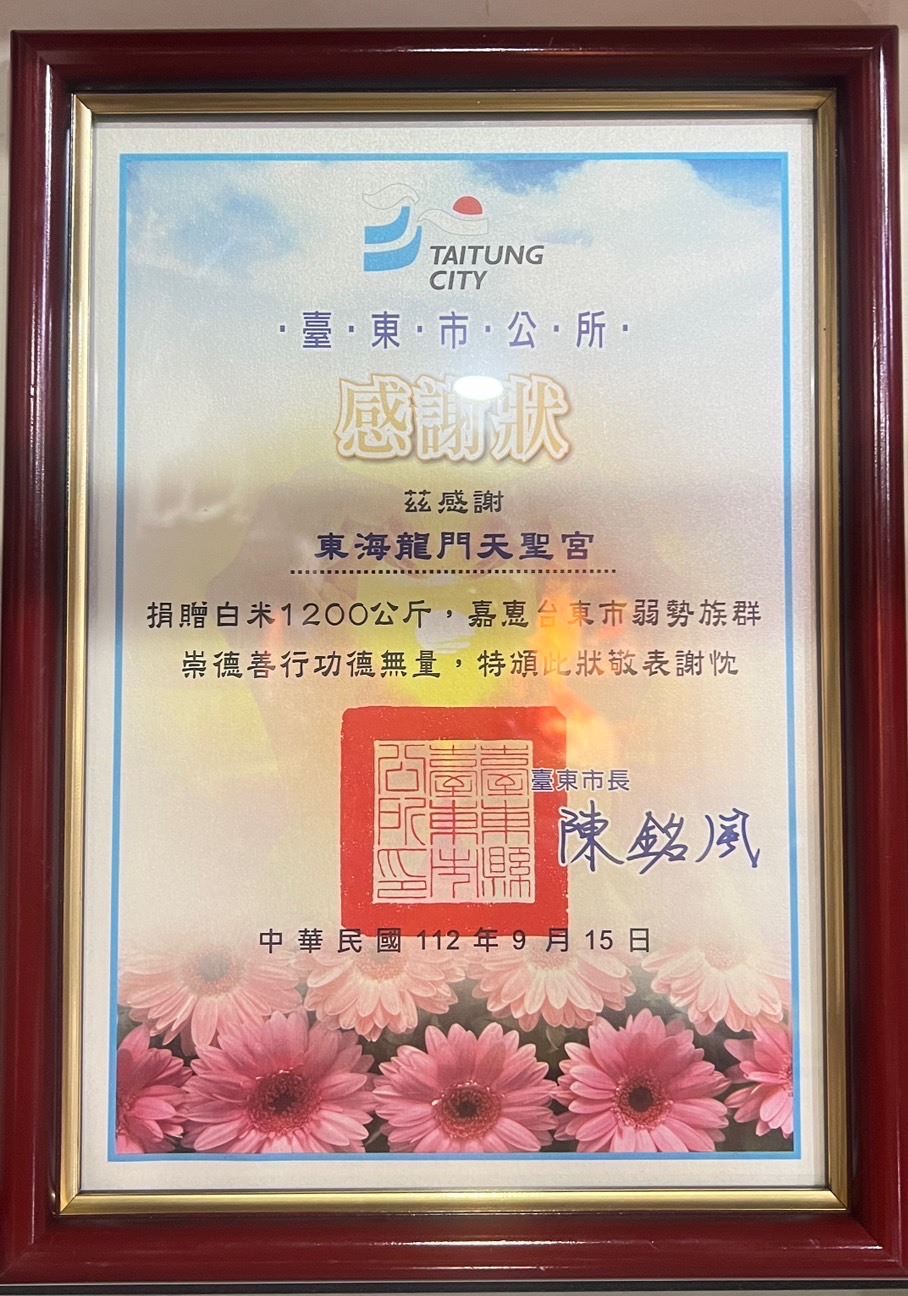 TAITUNG
CITY
·臺·東·市·公·所·
感謝狀
茲感謝
東海龍門天聖宮
捐贈白米1200公斤，嘉惠台東市弱勢族群
崇德善行功德無量，特頒此狀敬表謝忱
臺東縣
臺東市
公所印
臺東市長
陳銘風
中華民國112年9月15日